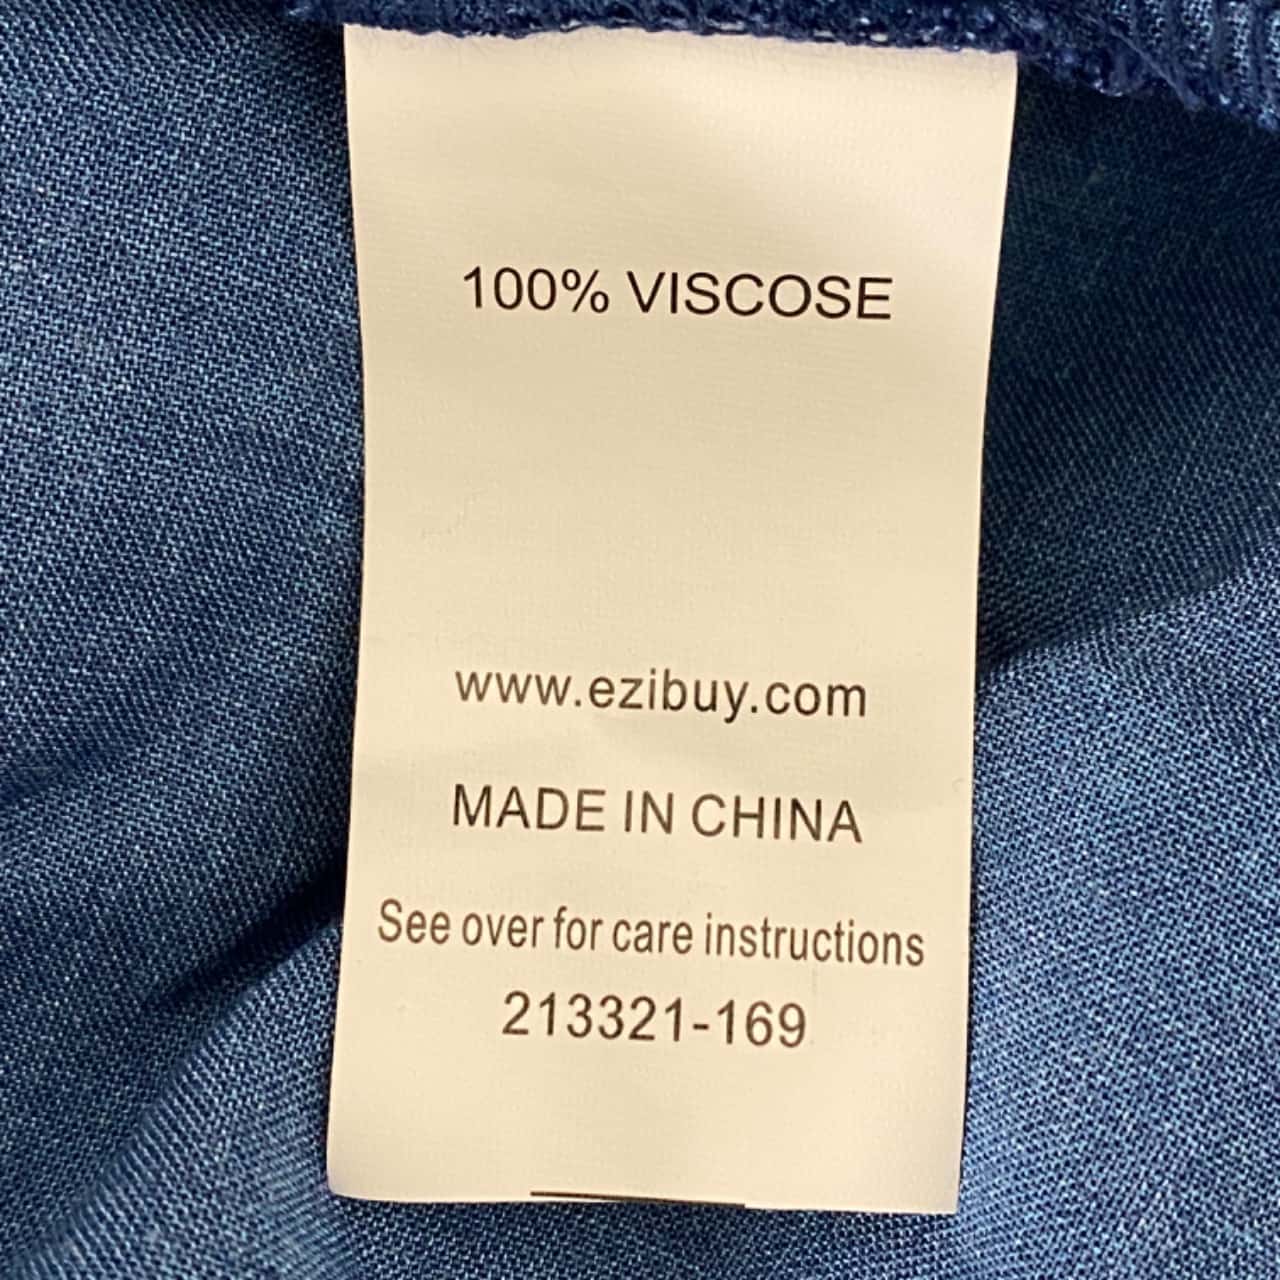 100% VISCOSE
www.ezibuy.com
MADE IN CHINA
See over for care instructions
213321-169